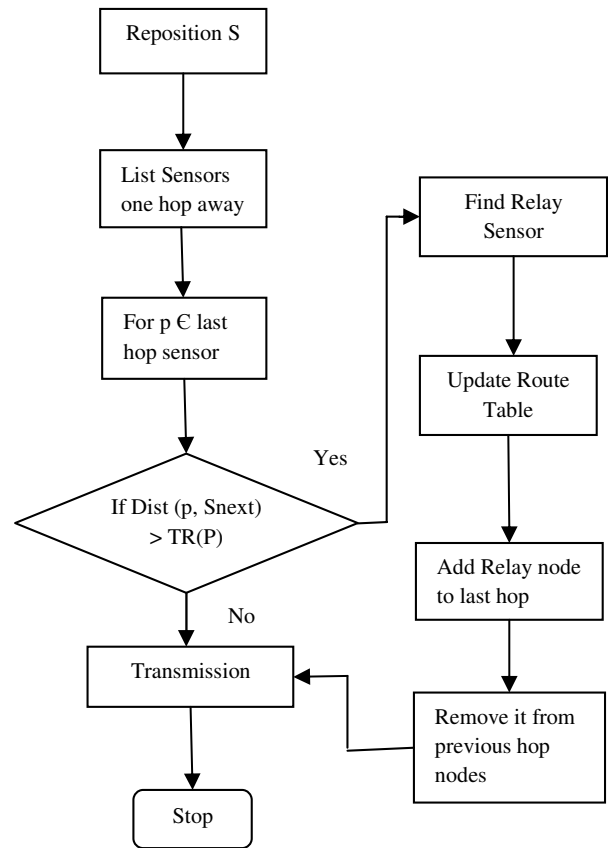 Reposition S
List Sensors
one hop away
For p Є last
hop sensor
If Dist (p, Snext)
> TR(P)
Yes
No
Transmission
Stop
Find Relay
Sensor
Update Route
Table
Add Relay node
to last hop
Remove it from
previous hop
nodes